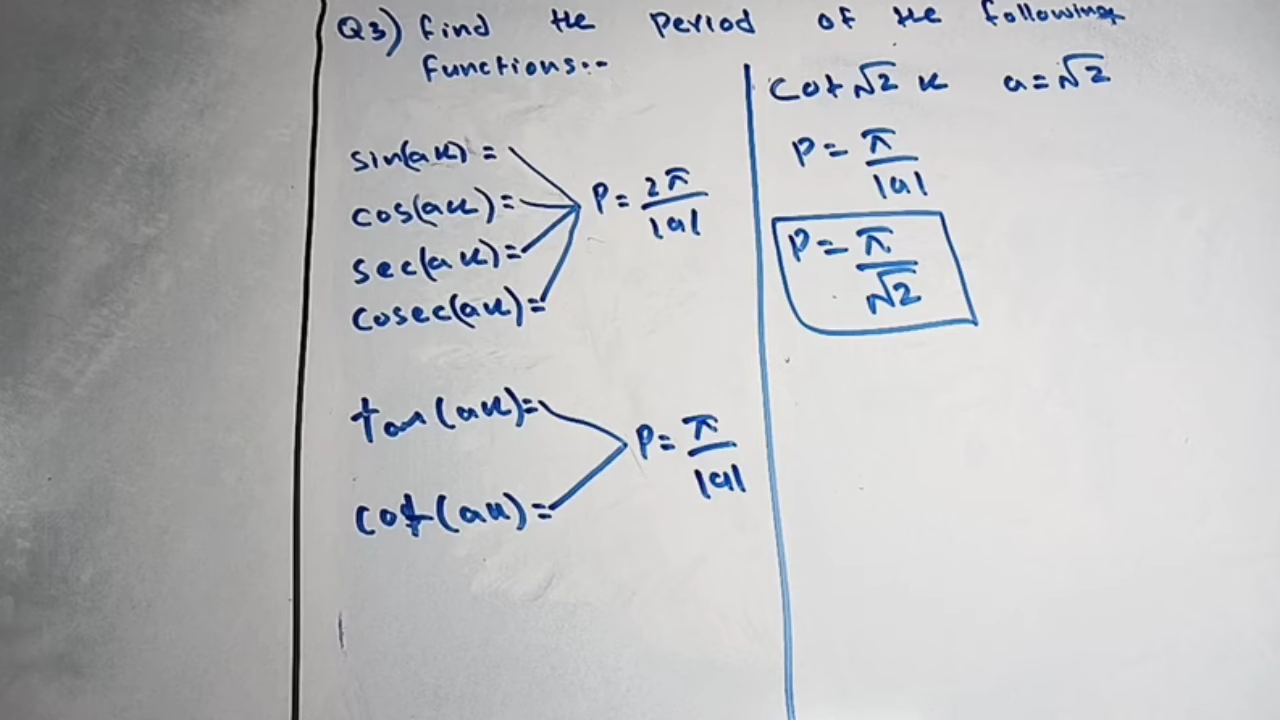 Q3) find the Period of the following
functions:-
sin(ax) =
cos(ax) =
sec(ax) =
cosec(ax) =
P = 2π/|a|
tan(ax) =
cot(ax) =
P = π/|a|
cot √2 x a = √2
P = π/|a|
P = π/√2